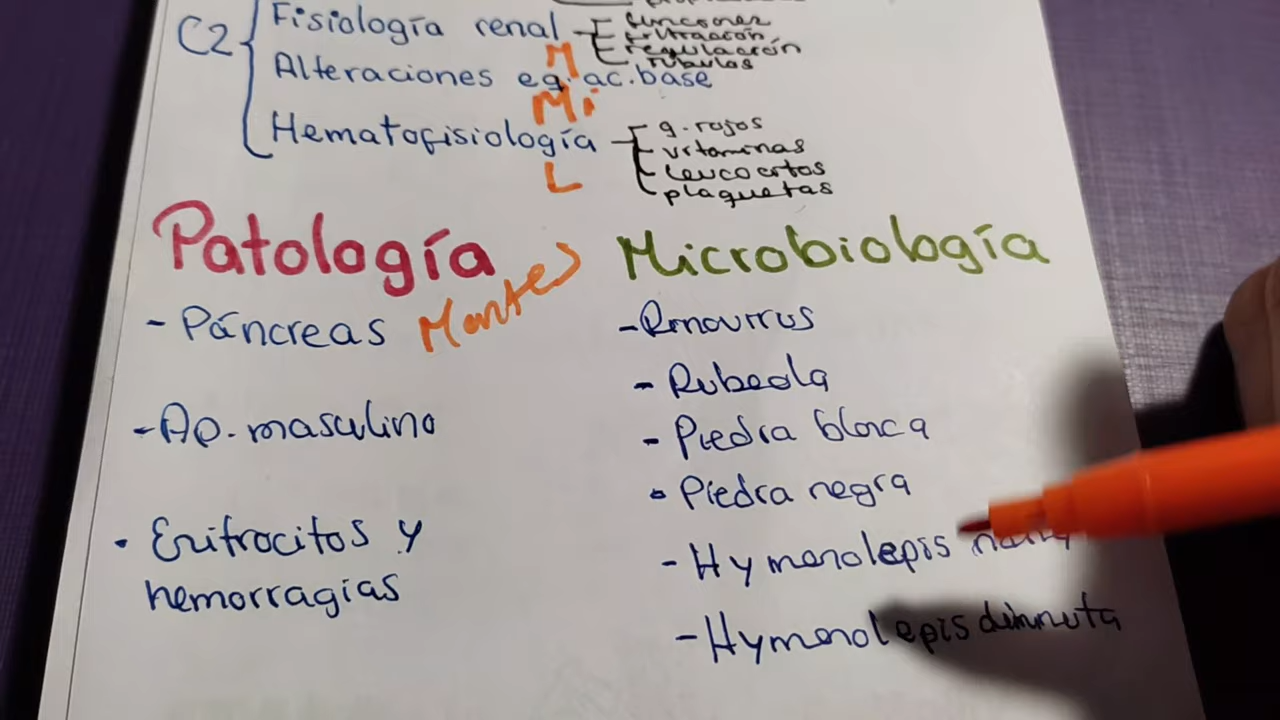 C2
Fisiología renal
funciones
filtración
regulación
túbulos
M
Alteraciones eq. ac. base
Mi
Hematofisiología
g. rojos
vitaminas
leucocitos
plaquetas
L
Patología
- Páncreas
Martes
- Ap. masculino
• Eritrocitos y
hemorragias
Microbiología
- Rinovirus
- Rubeola
- Piedra blanca
• Piedra negra
- Hymenolepis
- Hymenolepis diminuta